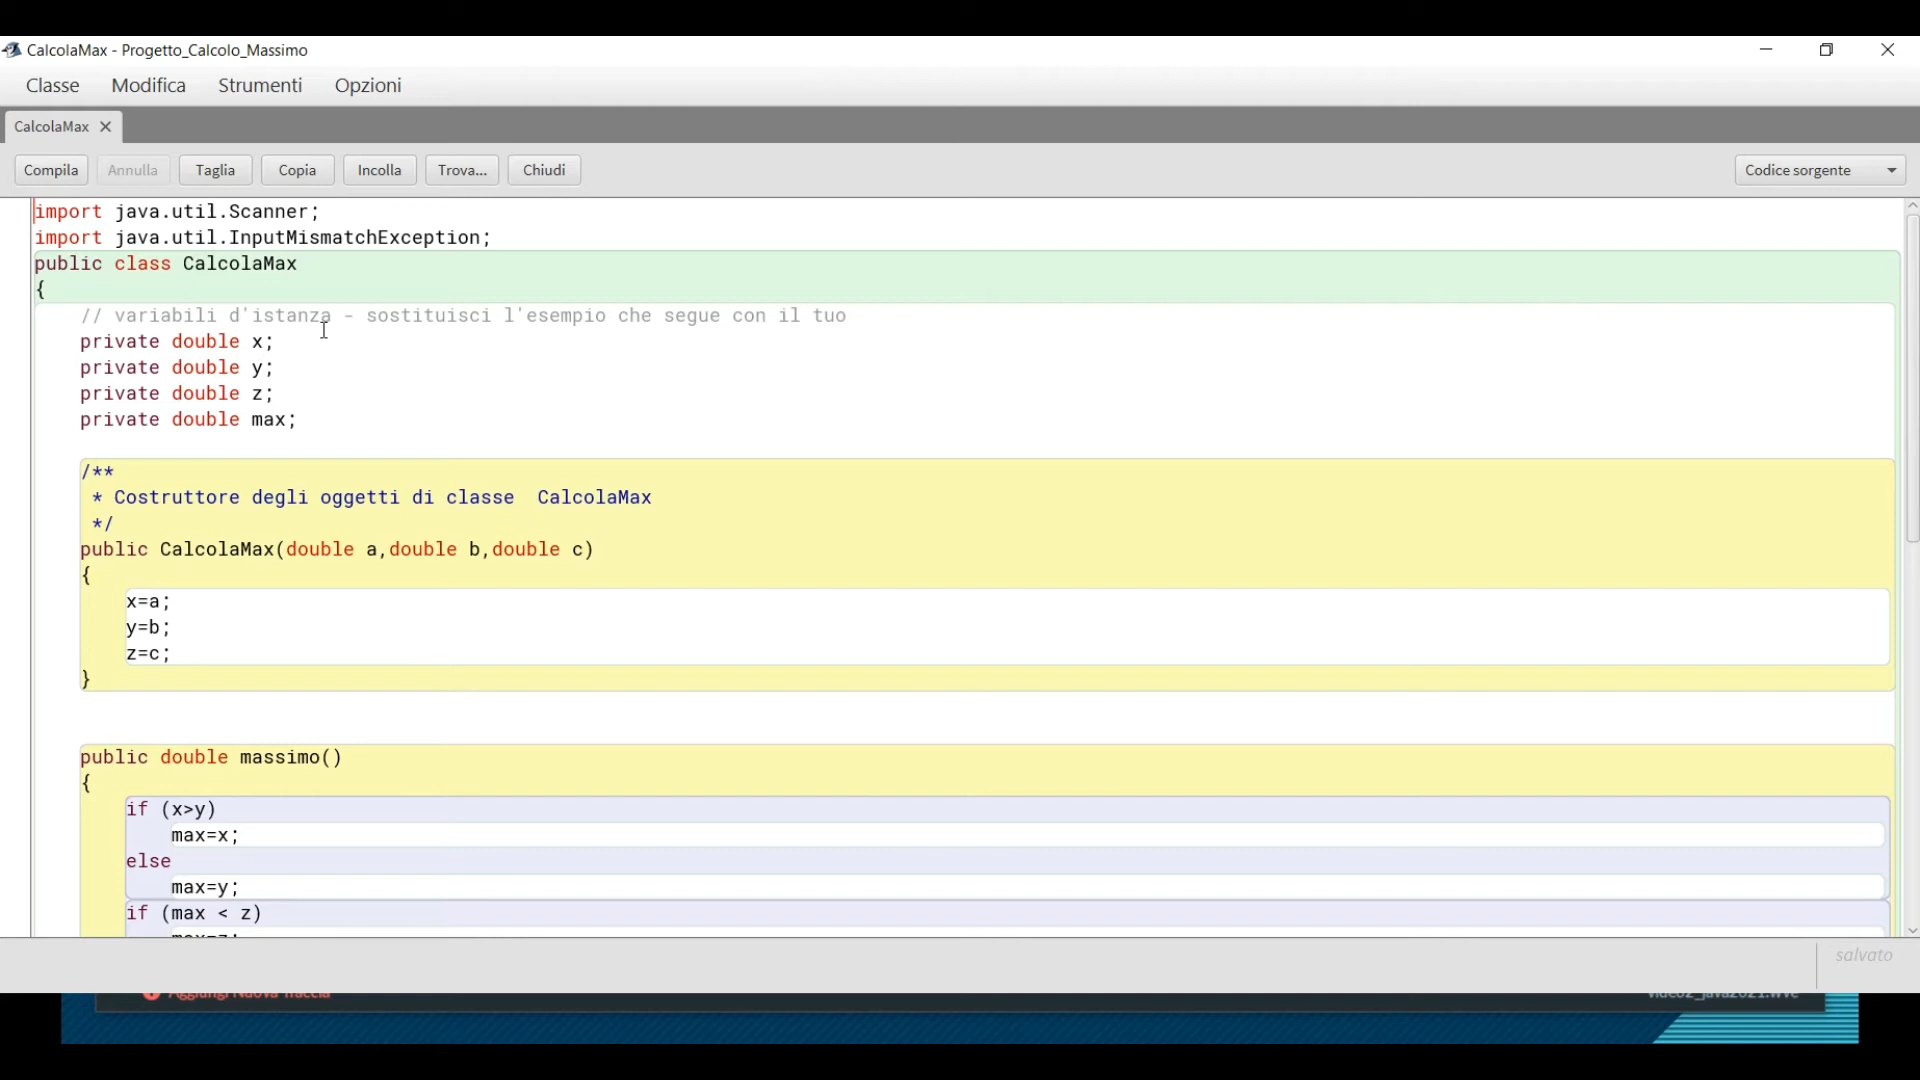 CalcolaMax - Progetto_Calcolo_Massimo
Classe Modifica Strumenti Opzioni
CalcolaMax
Compila Annulla Taglia Copia Incolla Trova... Chiudi Codice sorgente
import java.util.Scanner;
import java.util.InputMismatchException;
public class CalcolaMax
{
// variabili d'istanza - sostituisci l'esempio che segue con il tuo
private double x;
private double y;
private double z;
private double max;
/**
* Costruttore degli oggetti di classe  CalcolaMax
*/
public CalcolaMax(double a,double b,double c)
{
x=a;
y=b;
z=c;
}
public double massimo()
{
if (x>y)
max=x;
else
max=y;
if (max < z)
max=z;
salvato
Aggiungi Nuova Traccia
video2_java2021.wve